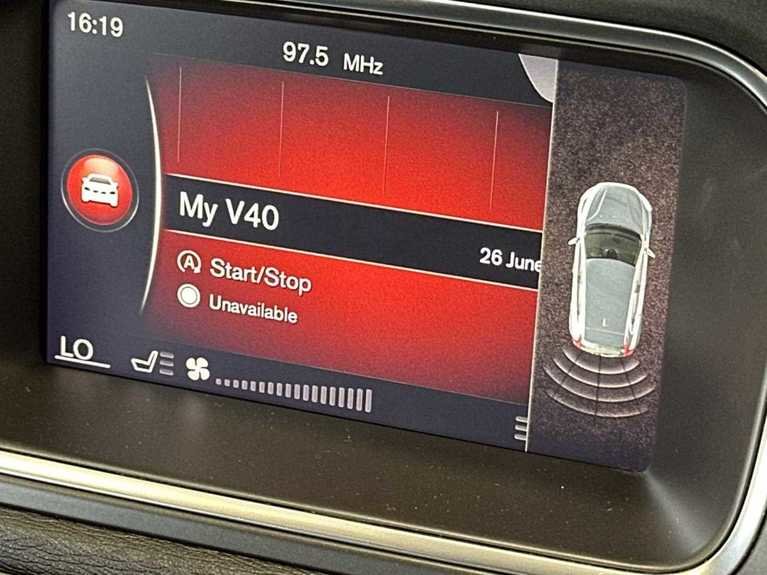 16:19
97.5 MHz
My V40
26 June
Start/Stop
Unavailable
LO